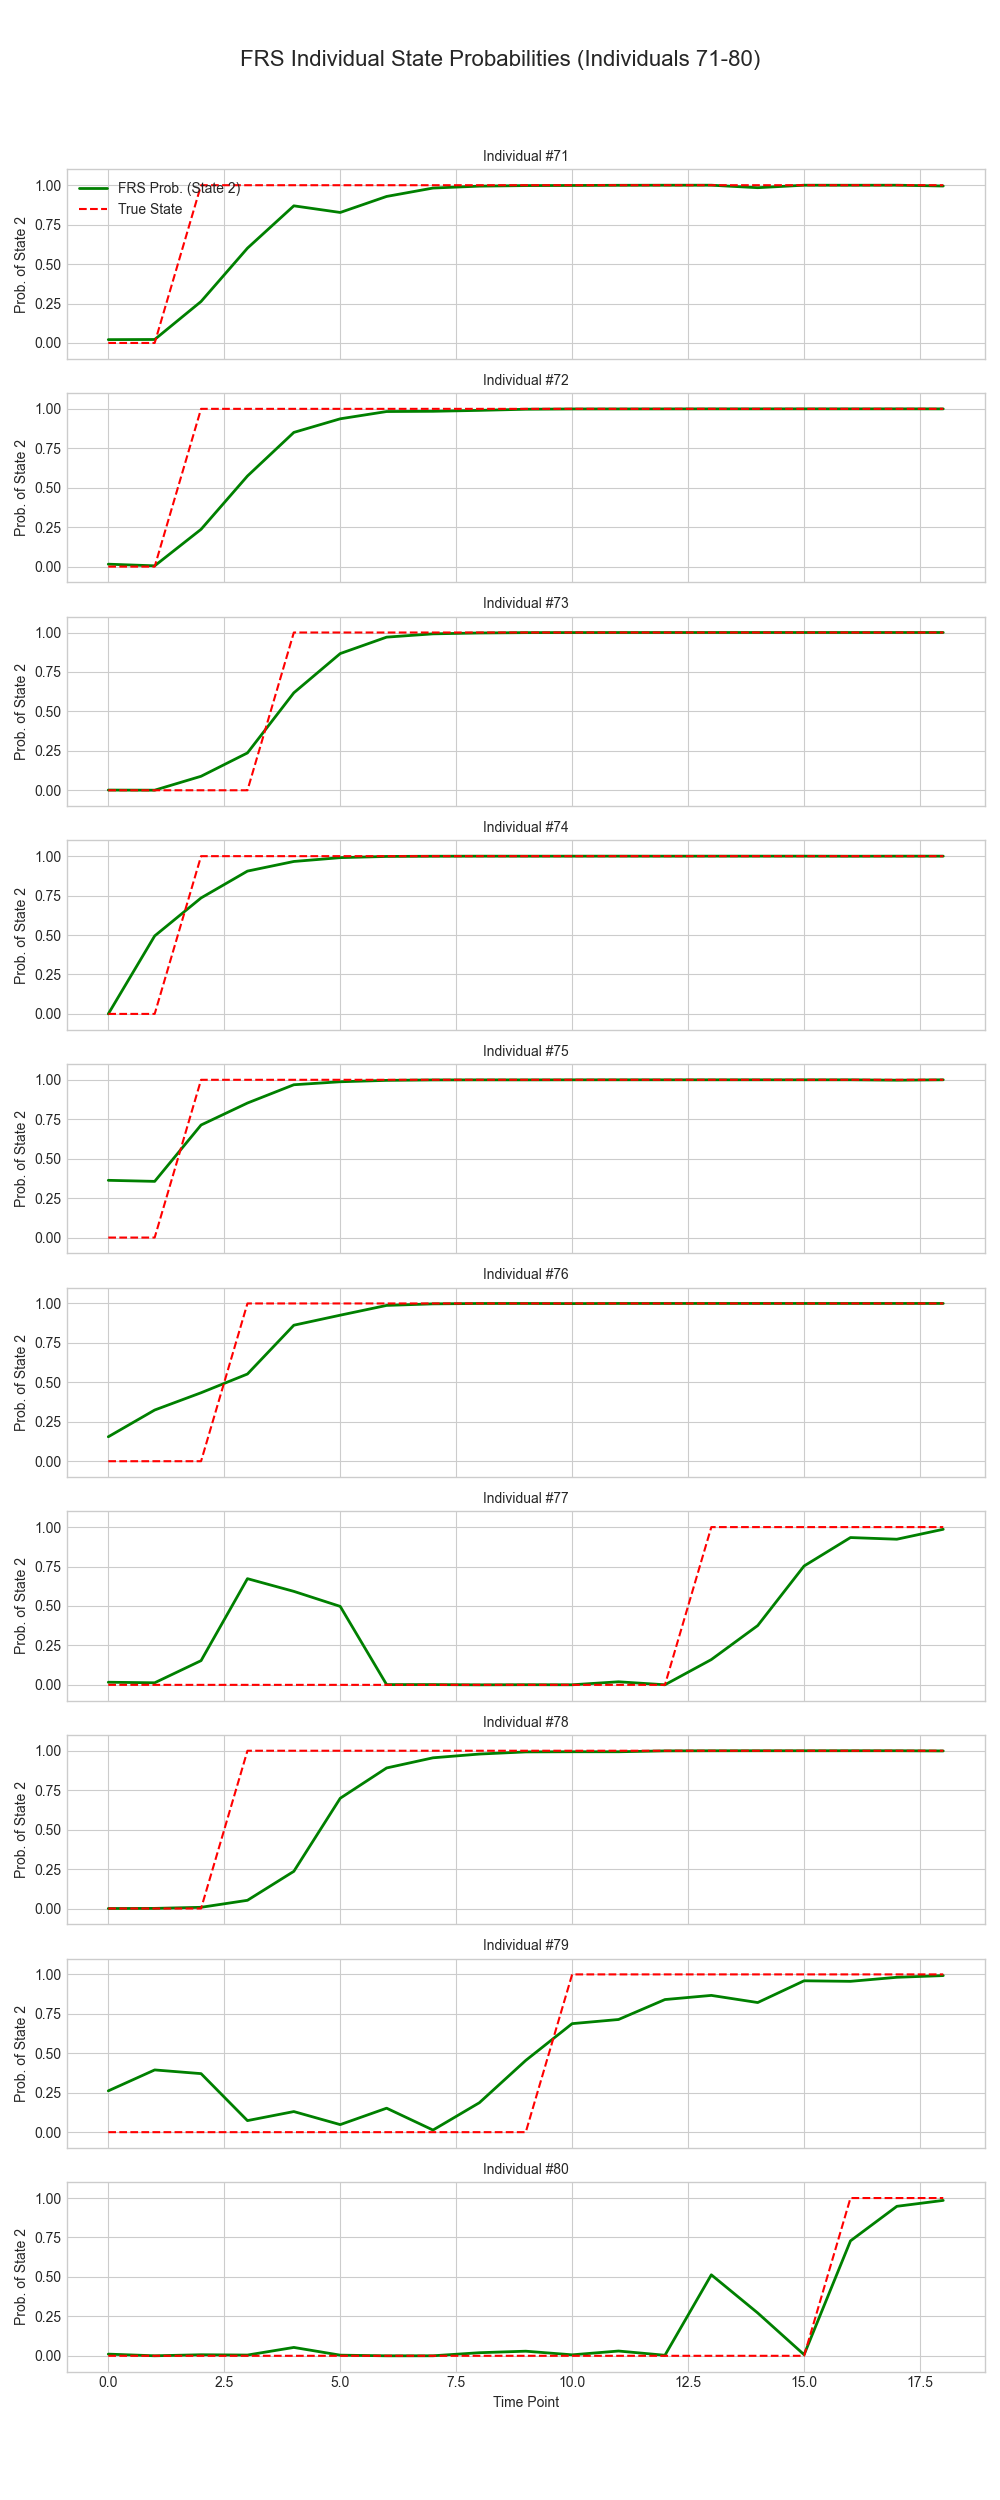 FRS Individual State Probabilities (Individuals 71-80)
Individual #71
FRS Prob. (State 2)
True State
Prob. of State 2
1.00
0.75
0.50
0.25
0.00
Individual #72
Prob. of State 2
1.00
0.75
0.50
0.25
0.00
Individual #73
Prob. of State 2
1.00
0.75
0.50
0.25
0.00
Individual #74
Prob. of State 2
1.00
0.75
0.50
0.25
0.00
Individual #75
Prob. of State 2
1.00
0.75
0.50
0.25
0.00
Individual #76
Prob. of State 2
1.00
0.75
0.50
0.25
0.00
Individual #77
Prob. of State 2
1.00
0.75
0.50
0.25
0.00
Individual #78
Prob. of State 2
1.00
0.75
0.50
0.25
0.00
Individual #79
Prob. of State 2
1.00
0.75
0.50
0.25
0.00
Individual #80
Prob. of State 2
1.00
0.75
0.50
0.25
0.00
0.0 2.5 5.0 7.5 10.0 12.5 15.0 17.5
Time Point